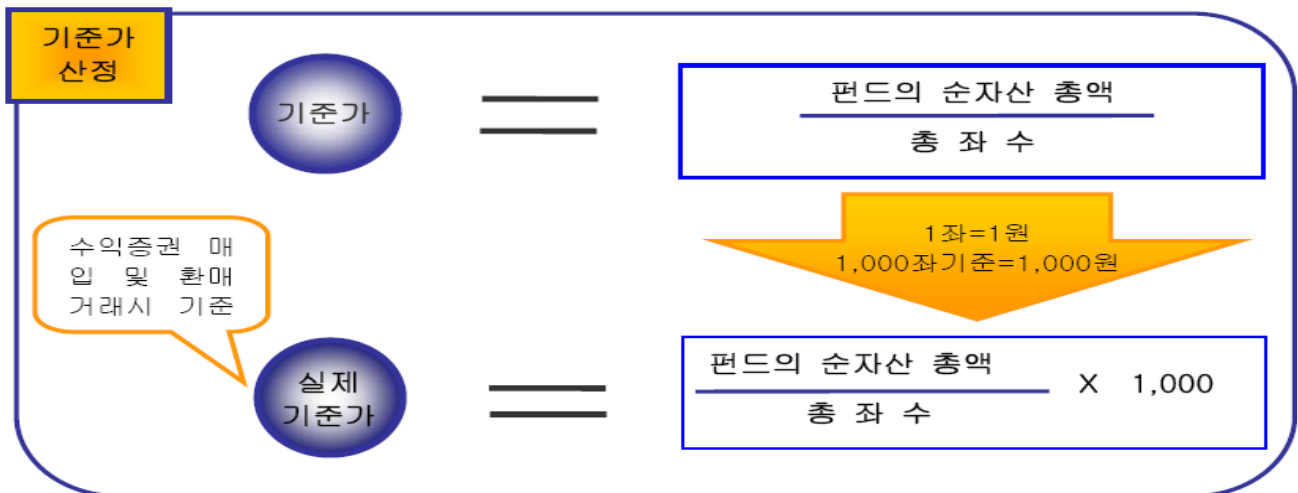 기준가
산정
기준가
펀드의 순자산 총액
총 좌 수
1좌=1원
1,000좌기준=1,000원
수익증권 매
입 및 환매
거래시 기준
실제
기준가
펀드의 순자산 총액
총 좌 수
X 1,000